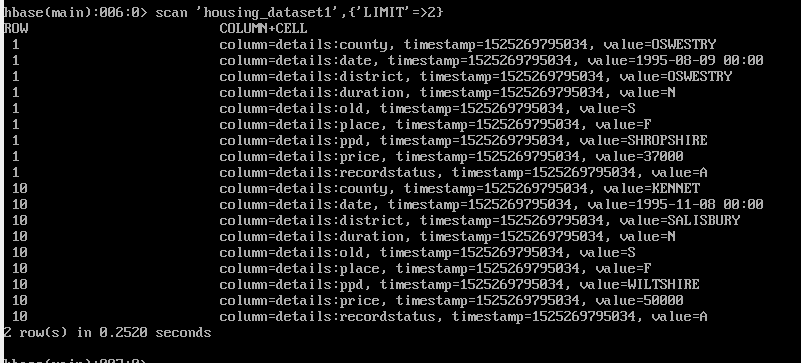 hbase(main):006:0> scan 'housing_dataset1',{'LIMIT'=>2}
ROW COLUMN+CELL
1 column=details:county, timestamp=1525269795034, value=OSWESTRY
1 column=details:date, timestamp=1525269795034, value=1995-08-09 00:00
1 column=details:district, timestamp=1525269795034, value=OSWESTRY
1 column=details:duration, timestamp=1525269795034, value=N
1 column=details:old, timestamp=1525269795034, value=S
1 column=details:place, timestamp=1525269795034, value=F
1 column=details:ppd, timestamp=1525269795034, value=SHROPSHIRE
1 column=details:price, timestamp=1525269795034, value=37000
1 column=details:recordstatus, timestamp=1525269795034, value=A
10 column=details:county, timestamp=1525269795034, value=KENNET
10 column=details:date, timestamp=1525269795034, value=1995-11-08 00:00
10 column=details:district, timestamp=1525269795034, value=SALISBURY
10 column=details:duration, timestamp=1525269795034, value=N
10 column=details:old, timestamp=1525269795034, value=S
10 column=details:place, timestamp=1525269795034, value=F
10 column=details:ppd, timestamp=1525269795034, value=WILTSHIRE
10 column=details:price, timestamp=1525269795034, value=50000
10 column=details:recordstatus, timestamp=1525269795034, value=A
2 row(s) in 0.2520 seconds